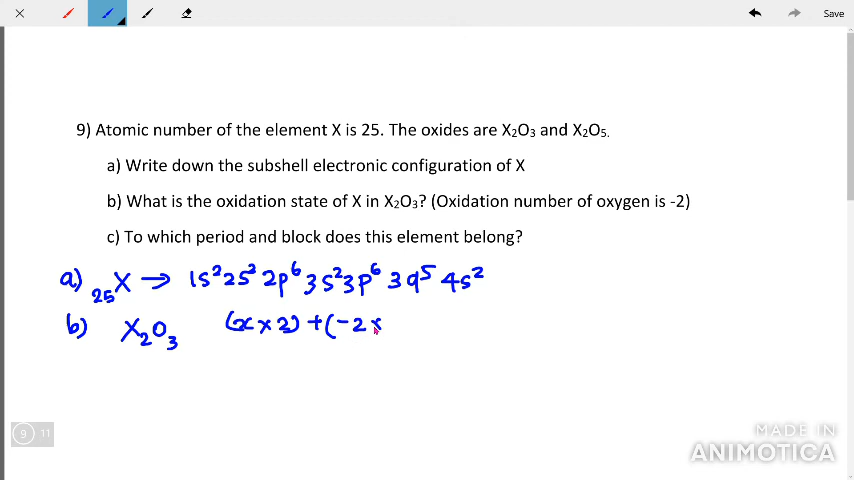 Save
9) Atomic number of the element X is 25. The oxides are X₂O₃ and X₂O₅.
a) Write down the subshell electronic configuration of X
b) What is the oxidation state of X in X₂O₃? (Oxidation number of oxygen is -2)
c) To which period and block does this element belong?
a) ₂₅X → 1s² 2s² 2p⁶ 3s² 3p⁶ 3d⁵ 4s²
b) X₂O₃ (x × 2) + (-2 ×
9 11
MADE IN
ANIMOTICA